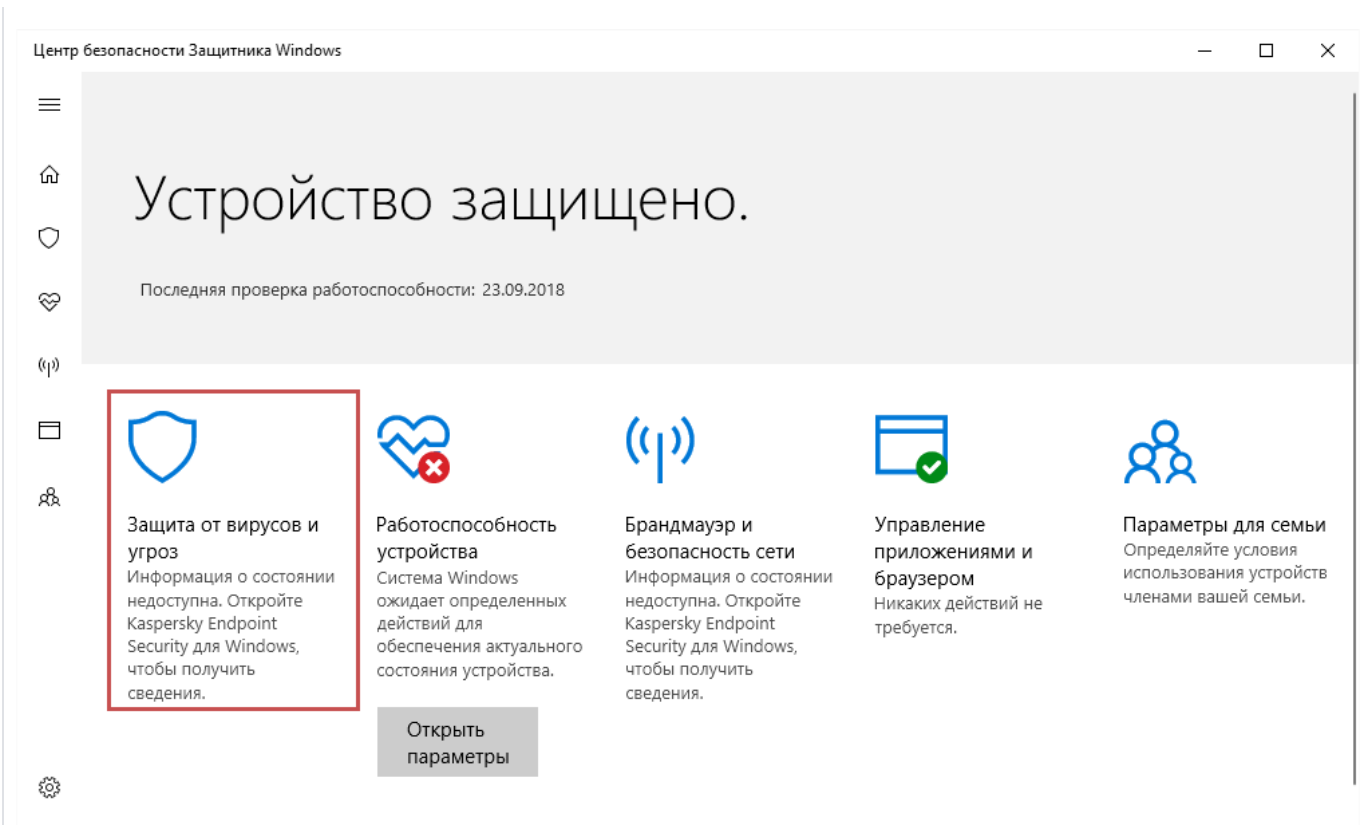 Центр безопасности Защитника Windows
Устройство защищено.
Последняя проверка работоспособности: 23.09.2018
Защита от вирусов и
угроз
Информация о состоянии
недоступна. Откройте
Kaspersky Endpoint
Security для Windows,
чтобы получить
сведения.
Работоспособность
устройства
Система Windows
ожидает определенных
действий для
обеспечения актуального
состояния устройства.
Открыть
параметры
Брандмауэр и
безопасность сети
Информация о состоянии
недоступна. Откройте
Kaspersky Endpoint
Security для Windows,
чтобы получить
сведения.
Управление
приложениями и
браузером
Никаких действий не
требуется.
Параметры для семьи
Определяйте условия
использования устройств
членами вашей семьи.